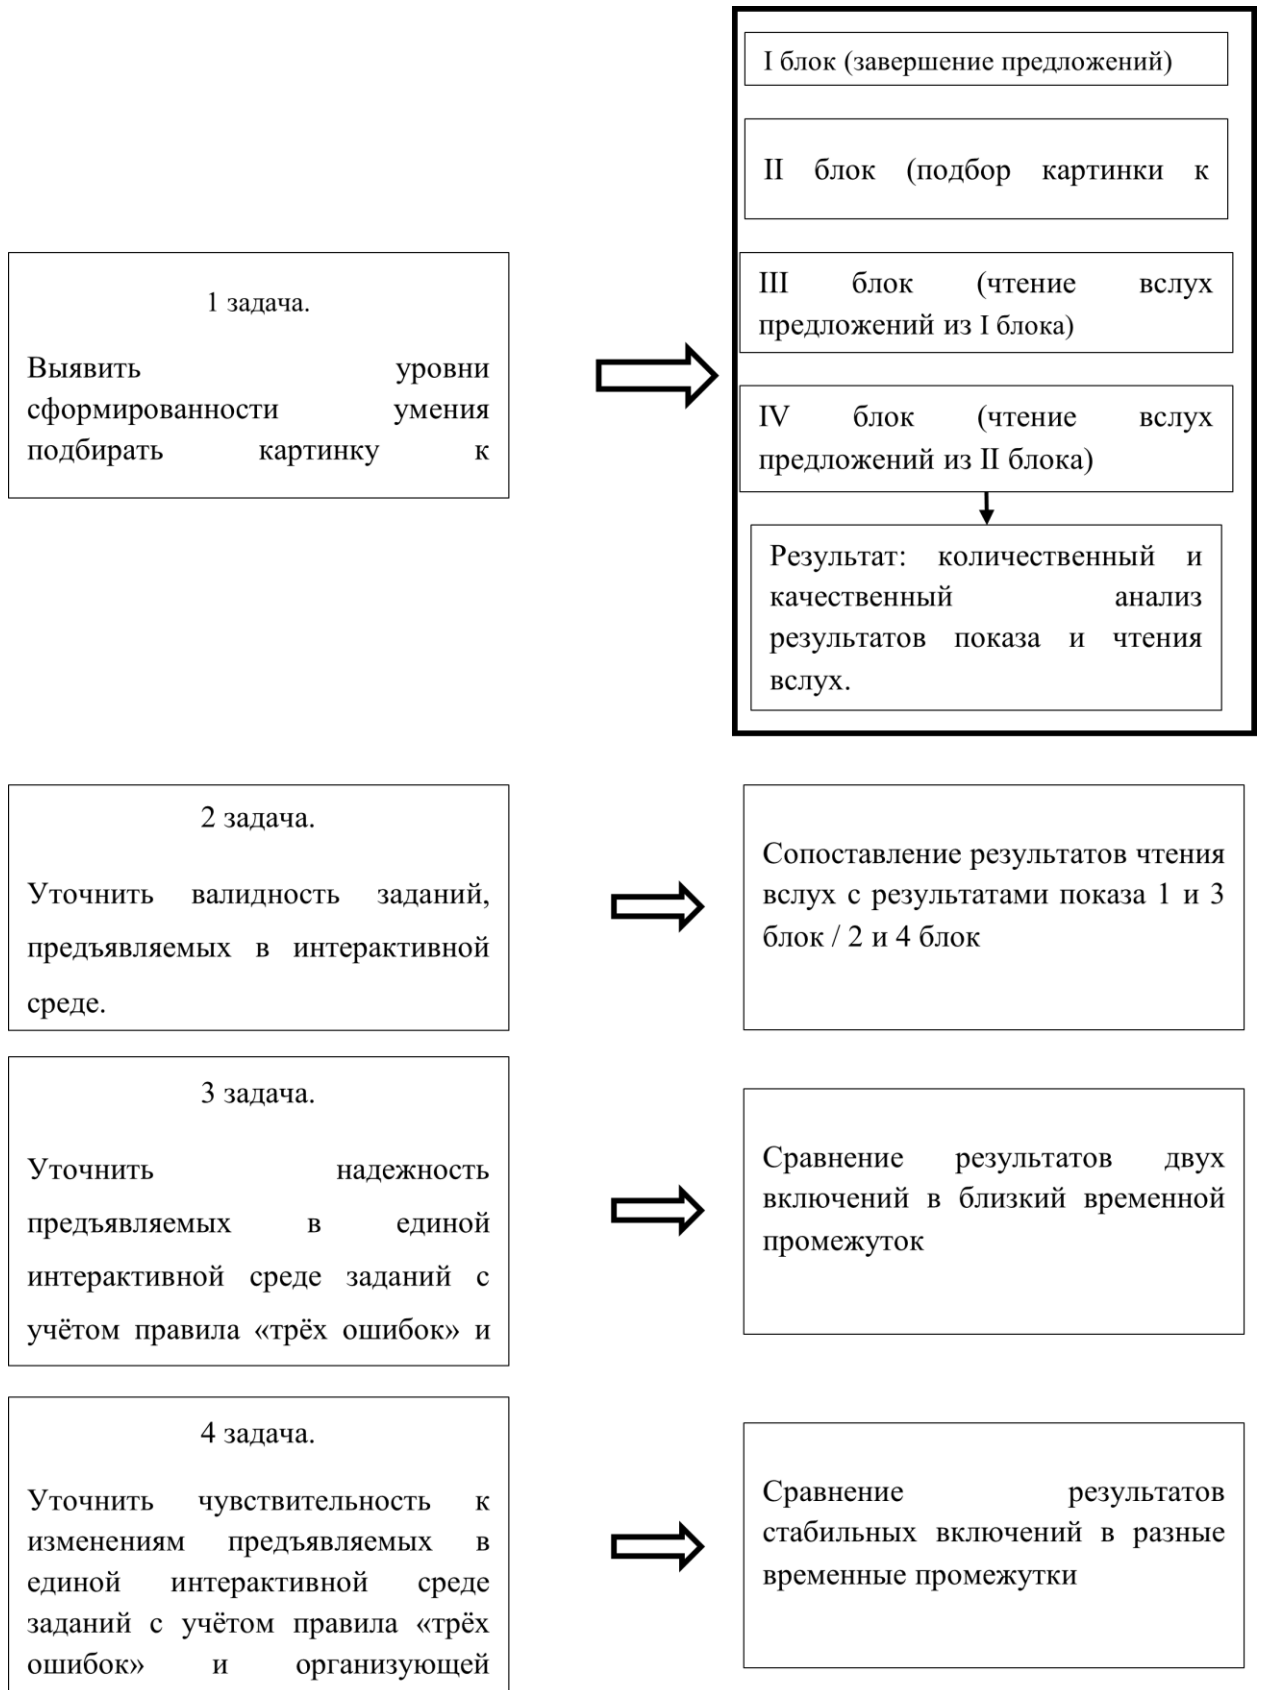 I блок (завершение предложений)
II блок (подбор картинки к
III блок (чтение вслух
предложений из I блока)
IV блок (чтение вслух
предложений из II блока)
Результат: количественный и
качественный анализ
результатов показа и чтения
вслух.
1 задача.
Выявить уровни
сформированности умения
подбирать картинку к
2 задача.
Уточнить валидность заданий,
предъявляемых в интерактивной
среде.
Сопоставление результатов чтения
вслух с результатами показа 1 и 3
блок / 2 и 4 блок
3 задача.
Уточнить надежность
предъявляемых в единой
интерактивной среде заданий с
учётом правила «трёх ошибок» и
Сравнение результатов двух
включений в близкий временной
промежуток
4 задача.
Уточнить чувствительность к
изменениям предъявляемых в
единой интерактивной среде
заданий с учётом правила «трёх
ошибок» и организующей
Сравнение результатов
стабильных включений в разные
временные промежутки